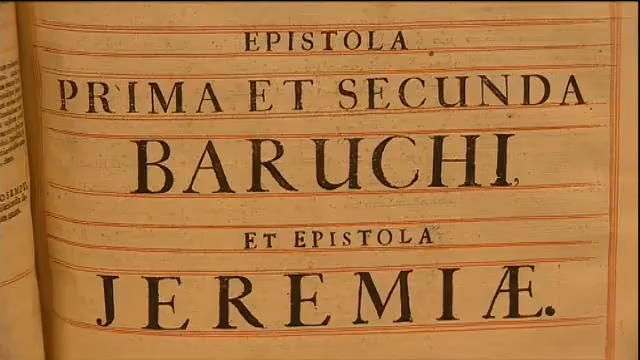 EPISTOLA
PRIMA ET SECUNDA
BARUCHI,
ET EPISTOLA
JEREMIÆ.